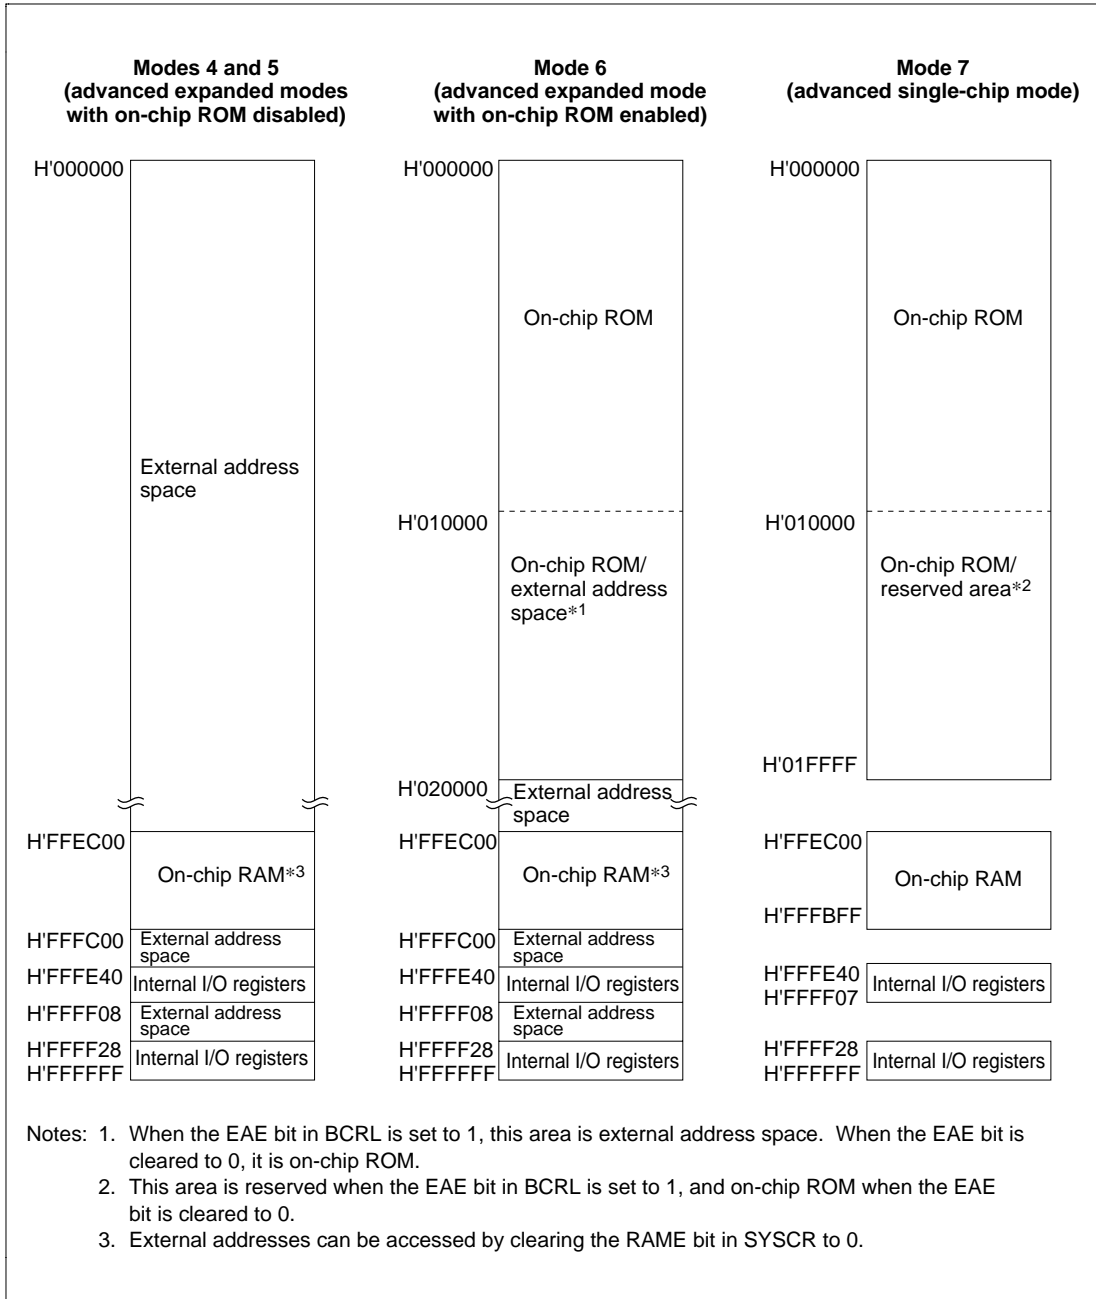 Modes 4 and 5
(advanced expanded modes
with on-chip ROM disabled)
Mode 6
(advanced expanded mode
with on-chip ROM enabled)
Mode 7
(advanced single-chip mode)
H'000000
External address
space
H'FFEC00
On-chip RAM*3
H'FFFC00
External address
space
H'FFFE40
Internal I/O registers
H'FFFF08
External address
space
H'FFFF28
Internal I/O registers
H'FFFFFF
H'000000
On-chip ROM
H'010000
On-chip ROM/
external address
space*1
H'020000
External address
space
H'FFEC00
On-chip RAM*3
H'FFFC00
External address
space
H'FFFE40
Internal I/O registers
H'FFFF08
External address
space
H'FFFF28
Internal I/O registers
H'FFFFFF
H'000000
On-chip ROM
H'010000
On-chip ROM/
reserved area*2
H'01FFFF
H'FFEC00
On-chip RAM
H'FFFBFF
H'FFFE40
Internal I/O registers
H'FFFF07
H'FFFF28
Internal I/O registers
H'FFFFFF
Notes: 1. When the EAE bit in BCRL is set to 1, this area is external address space. When the EAE bit is
cleared to 0, it is on-chip ROM.
2. This area is reserved when the EAE bit in BCRL is set to 1, and on-chip ROM when the EAE
bit is cleared to 0.
3. External addresses can be accessed by clearing the RAME bit in SYSCR to 0.